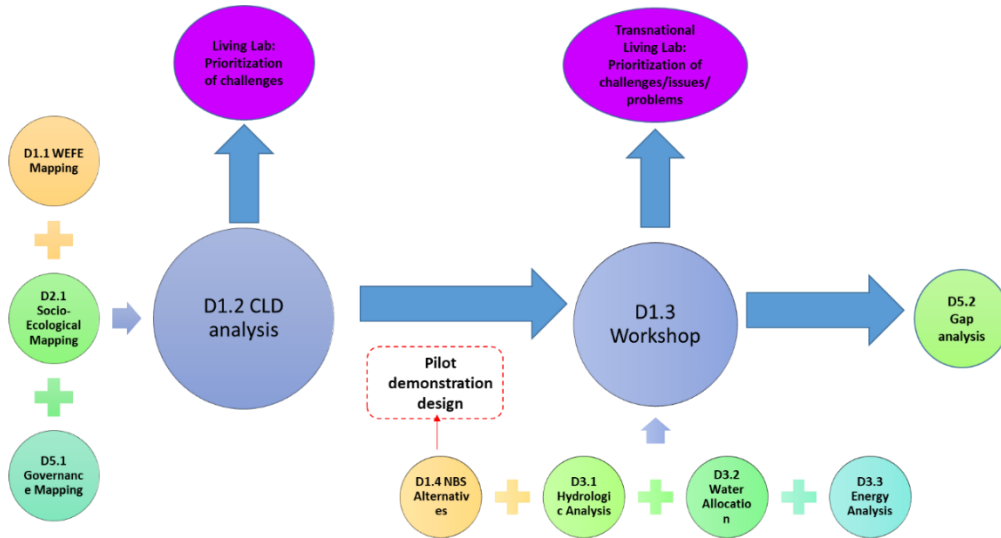 Living Lab:
Prioritization
of challenges
Transnational
Living Lab:
Prioritization of
challenges/issues/
problems
D1.1 WEFE
Mapping
D2.1
Socio-
Ecological
Mapping
D5.1
Governanc
e Mapping
D1.2 CLD
analysis
D1.3
Workshop
D5.2
Gap
analysis
Pilot
demonstration
design
D1.4 NBS
Alternativ
es
D3.1
Hydrologi
c Analysis
D3.2
Water
Allocatio
n
D3.3
Energy
Analysis